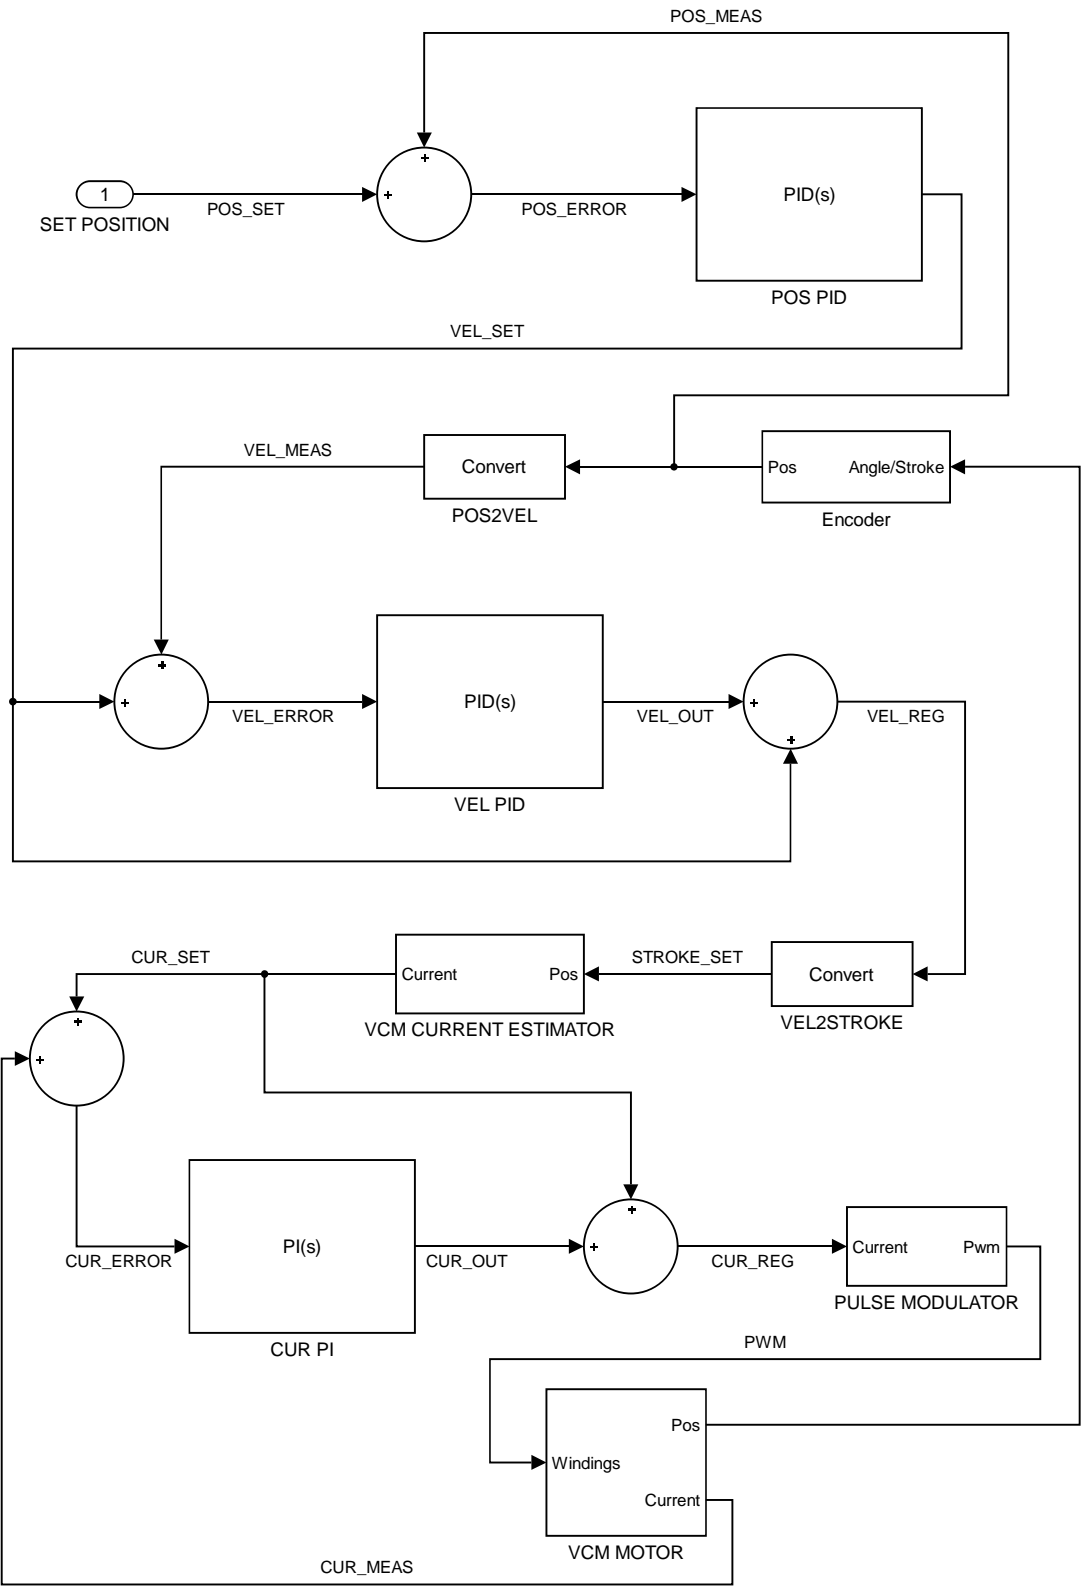 POS_MEAS
+
1
+
PID(s)
POS_SET
POS_ERROR
SET POSITION
POS PID
VEL_SET
VEL_MEAS
Convert
Pos
Angle/Stroke
POS2VEL
Encoder
+
+
PID(s)
+
VEL_ERROR
VEL_OUT
VEL_REG
+
VEL PID
CUR_SET
STROKE_SET
Current
Pos
Convert
+
VCM CURRENT ESTIMATOR
VEL2STROKE
+
+
PI(s)
+
Current
Pwm
CUR_ERROR
CUR_OUT
CUR_REG
PULSE MODULATOR
CUR PI
PWM
Pos
Windings
Current
VCM MOTOR
CUR_MEAS